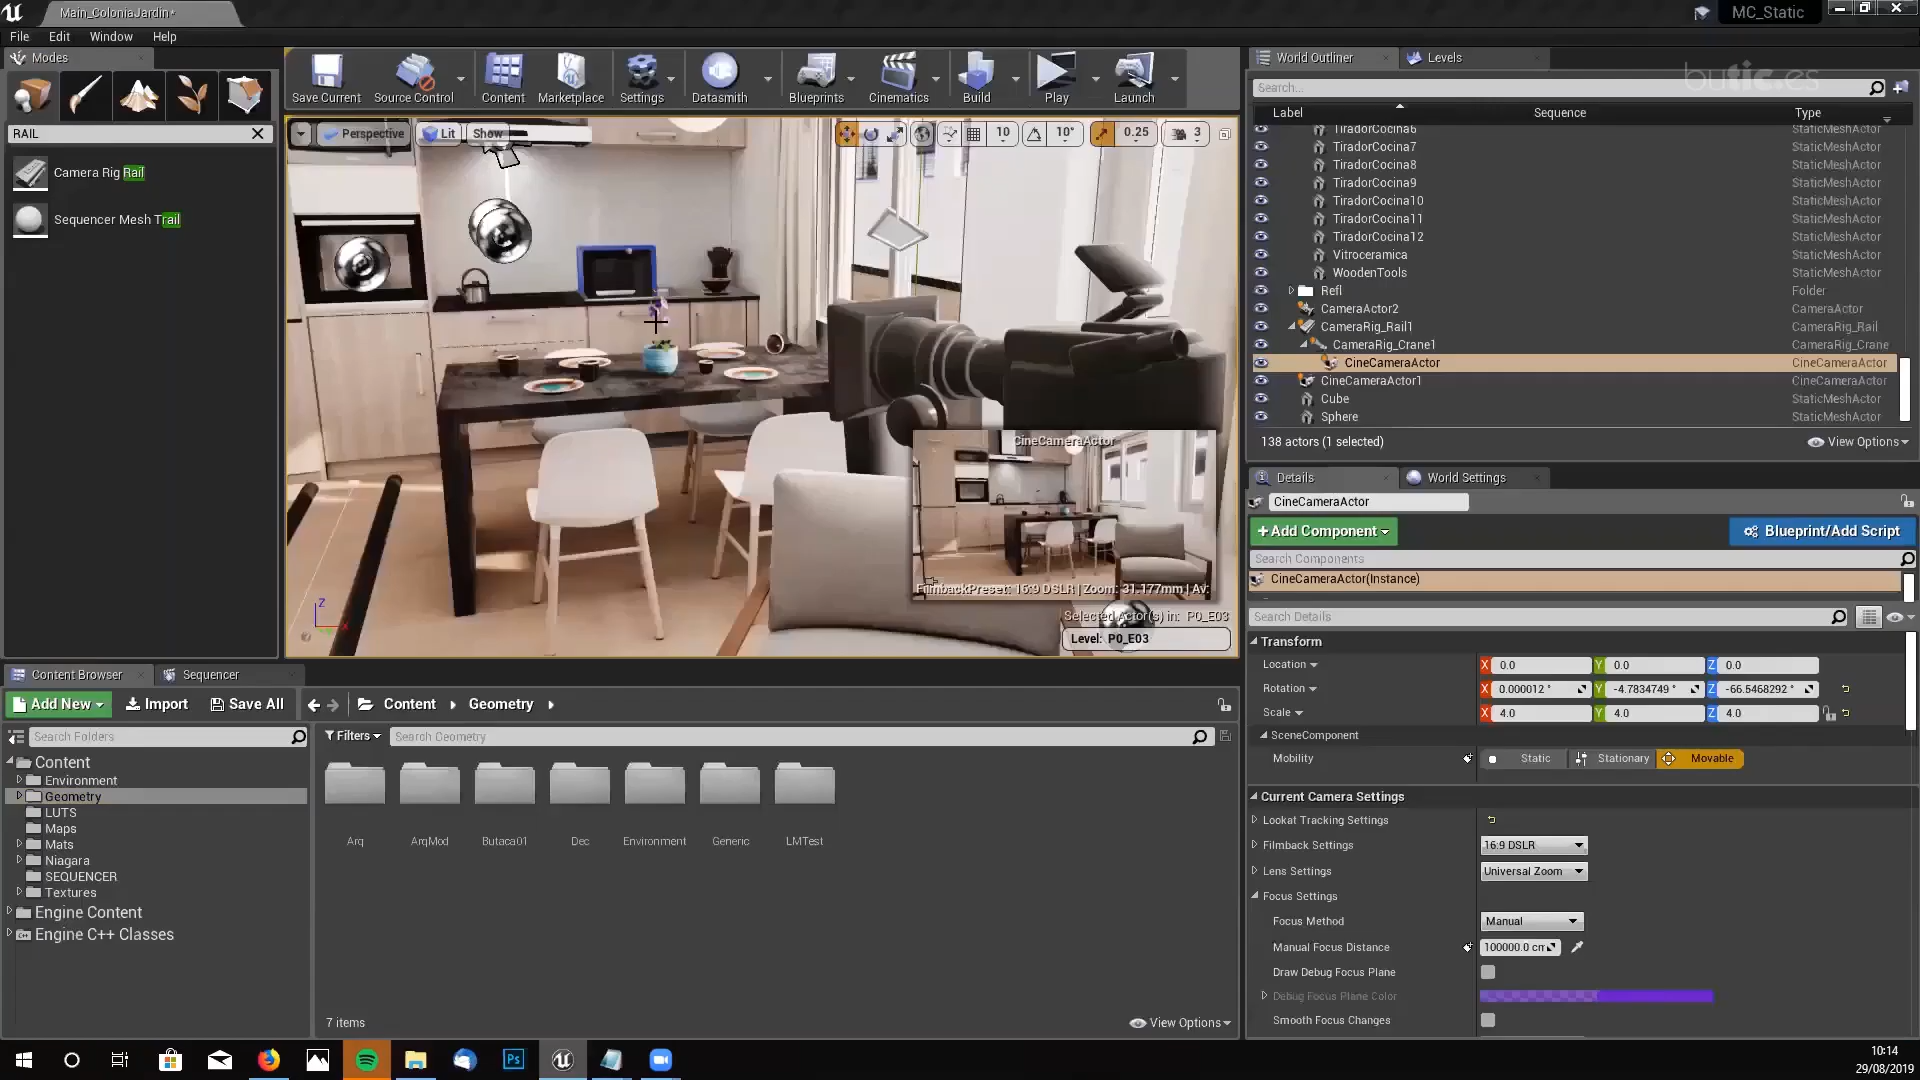 Main_ColoniaJardin*
MC_Static
File Edit Window Help
Modes
RAIL
Camera Rig Rail
Sequencer Mesh Trail
Save Current
Source Control
Content
Marketplace
Settings
Datasmith
Blueprints
Cinematics
Build
Play
Launch
Perspective
Lit
Show
10
10°
0.25
3
CineCameraActor
FilmbackPreset: 16:9 DSLR | Zoom: 31.177mm | Av:
Selected Actor(s) in: P0_E03
Level: P0_E03
Z
X
World Outliner
Levels
butic.es
Search...
Label Sequence Type
TiradorCocina6 StaticMeshActor
TiradorCocina7 StaticMeshActor
TiradorCocina8 StaticMeshActor
TiradorCocina9 StaticMeshActor
TiradorCocina10 StaticMeshActor
TiradorCocina11 StaticMeshActor
TiradorCocina12 StaticMeshActor
Vitroceramica StaticMeshActor
WoodenTools StaticMeshActor
Refl Folder
CameraActor2 CameraActor
CameraRig_Rail1 CameraRig_Rail
CameraRig_Crane1 CameraRig_Crane
CineCameraActor CineCameraActor
CineCameraActor1 CineCameraActor
Cube StaticMeshActor
Sphere StaticMeshActor
138 actors (1 selected)
View Options
Details
World Settings
CineCameraActor
+Add Component
Blueprint/Add Script
Search Components
CineCameraActor(Instance)
Search Details
Transform
Location X 0.0 Y 0.0 Z 0.0
Rotation X 0.000012 ° Y -4.7834749 ° Z -66.5468292 °
Scale X 4.0 Y 4.0 Z 4.0
SceneComponent
Mobility Static Stationary Movable
Current Camera Settings
Lookat Tracking Settings
Filmback Settings 16:9 DSLR
Lens Settings Universal Zoom
Focus Settings
Focus Method Manual
Manual Focus Distance 100000.0 cm
Draw Debug Focus Plane
Debug Focus Plane Color
Smooth Focus Changes
Content Browser
Sequencer
Add New
Import
Save All
Content
Geometry
Search Folders
Filters
Search Geometry
Content
Environment
Geometry
LUTS
Maps
Mats
Niagara
SEQUENCER
Textures
Engine Content
Engine C++ Classes
Arq
ArqMod
Butaca01
Dec
Environment
Generic
LMTest
7 items
View Options
Ps
10:14
29/08/2019